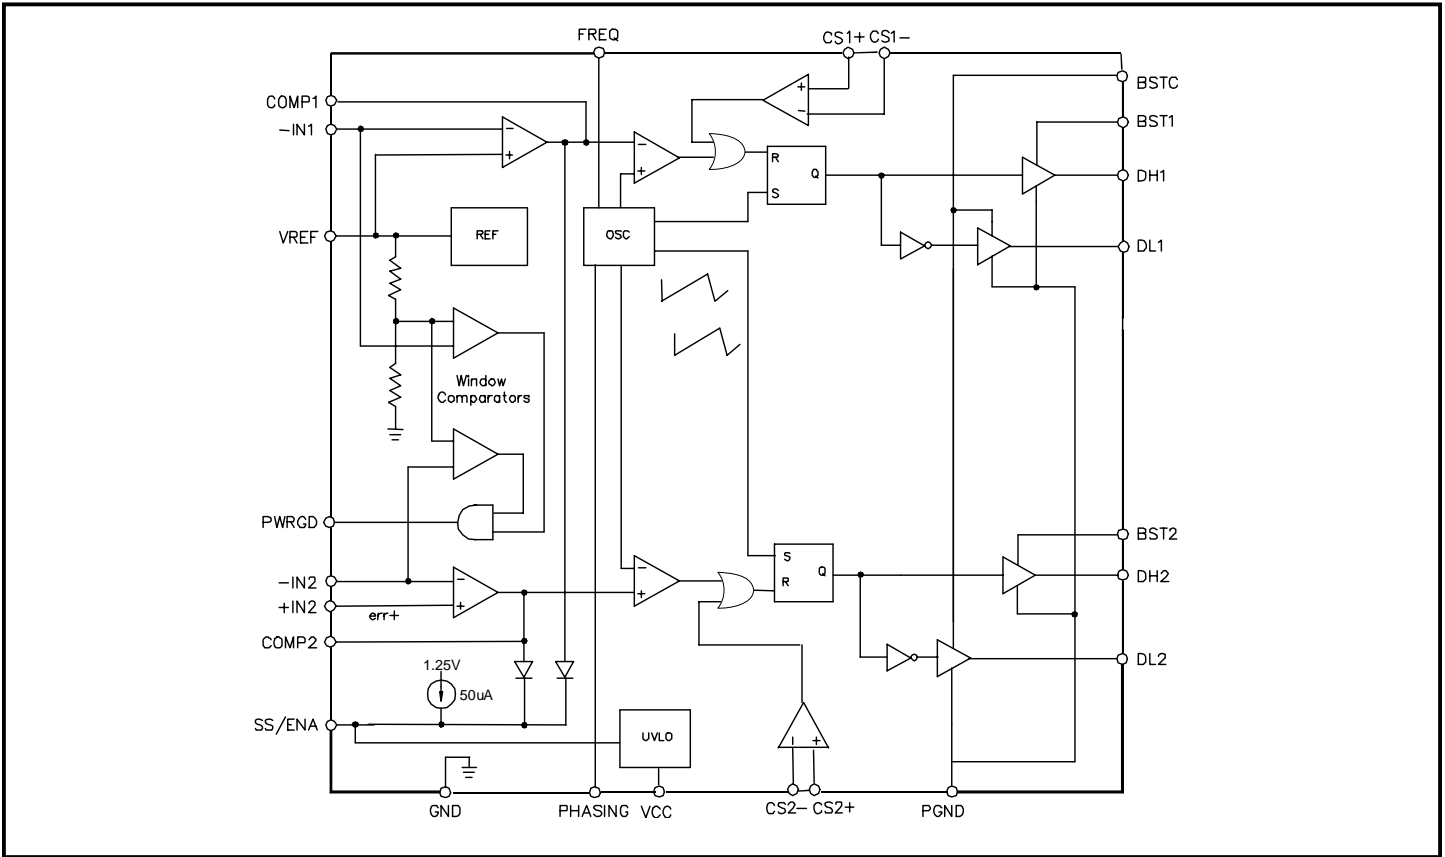 FREQ
CS1+ CS1-
COMP1
-IN1
VREF
BSTC
BST1
DH1
DL1
-
+
-
+
+
-
R
Q
S
REF
OSC
Window
Comparators
PWRGD
-IN2
+IN2
err+
COMP2
-
+
-
+
S
R
Q
BST2
DH2
DL2
1.25V
50uA
SS/ENA
UVLO
- +
GND
PHASING
VCC
CS2- CS2+
PGND